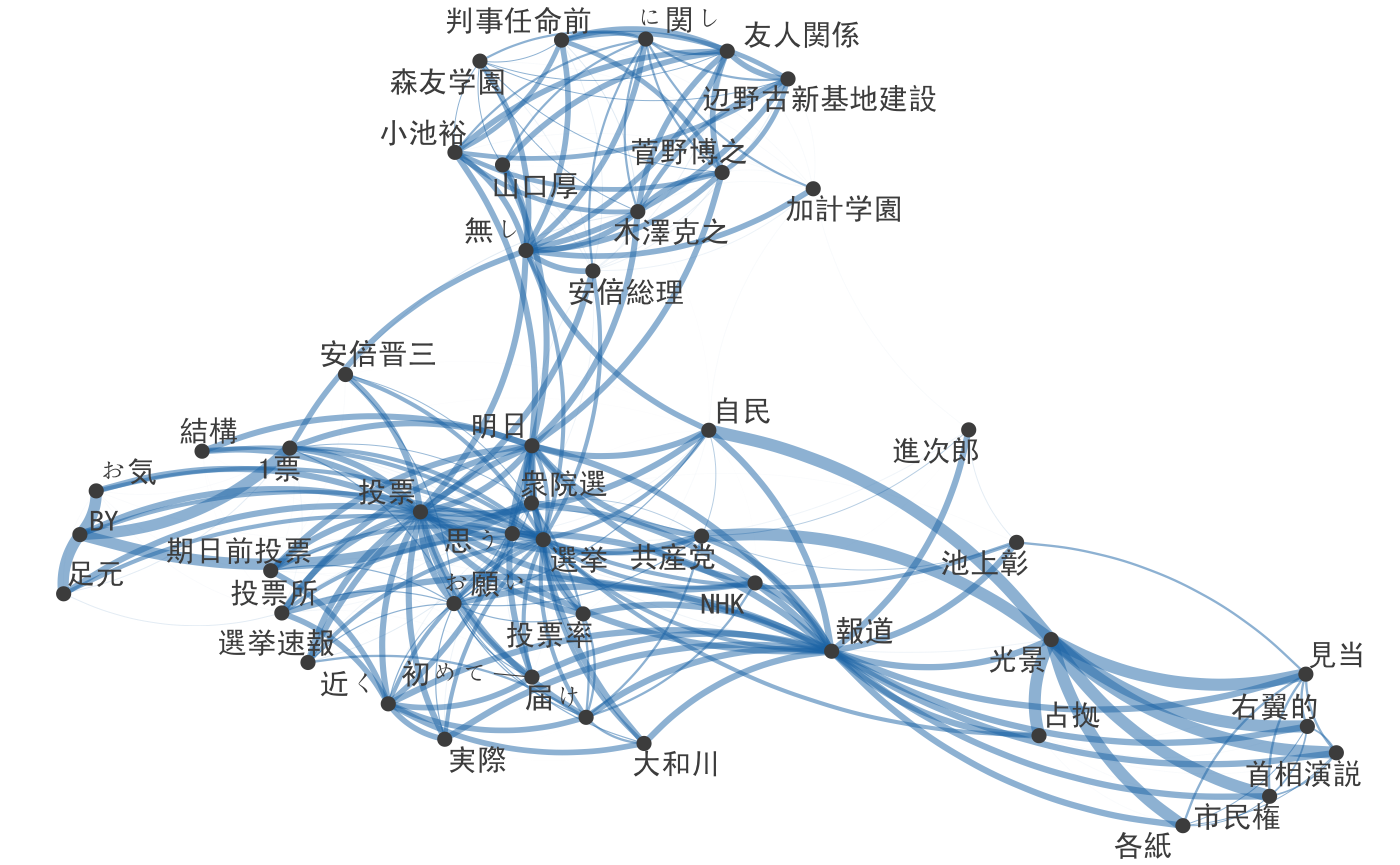 判事任命前
に関し
友人関係
森友学園
辺野古新基地建設
小池裕
菅野博之
山口厚
加計学園
無し
木澤克之
安倍総理
安倍晋三
自民
明日
結構
進次郎
お気
1票
衆院選
投票
BY
思う
期日前投票
選挙
共産党
池上彰
足元
お願い
投票所
NHK
投票率
報道
選挙速報
光景
見当
初めて
近く
届け
右翼的
占拠
実際
大和川
首相演説
市民権
各紙